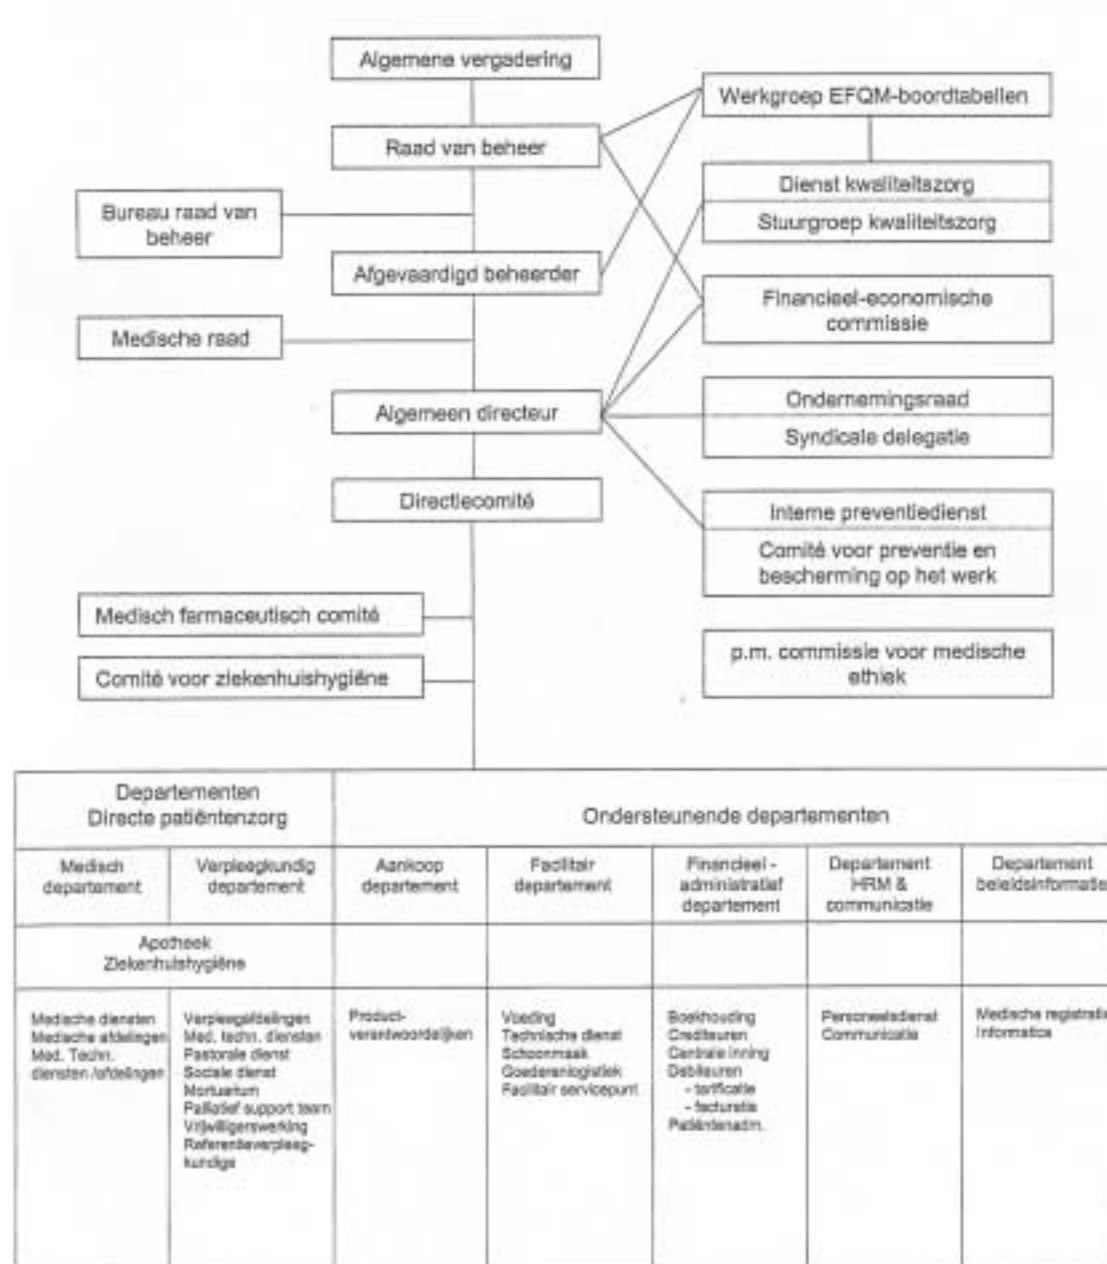 Algemene vergadering
Raad van beheer
Bureau raad van
beheer
Afgevaardigd beheerder
Medische raad
Algemeen directeur
Directiecomité
Medisch farmaceutisch comité
Comité voor ziekenhuishygiëne
Werkgroep EFQM-boordtabellen
Dienst kwaliteitszorg
Stuurgroep kwaliteitszorg
Financieel-economische
commissie
Ondernemingsraad
Syndicale delegatie
Interne preventiedienst
Comité voor preventie en
bescherming op het werk
p.m. commissie voor medische
ethiek
Departementen
Directe patiëntenzorg
Ondersteunende departementen
Medisch
departement
Verpleegkundig
departement
Aankoop
departement
Facilitair
departement
Financieel -
administratief
departement
Departement
HRM &
communicatie
Departement
beleidsinformatie
Apotheek
Ziekenhuishygiëne
Medische diensten
Medische afdelingen
Med. Techn.
diensten /afdelingen
Verpleegafdelingen
Med. techn. diensten
Pastorale dienst
Sociale dienst
Mortuarium
Palliatief support team
Vrijwilligerswerking
Referentieverpleeg-
kundige
Product-
verantwoordelijken
Voeding
Technische dienst
Schoonmaak
Goederenlogistiek
Facilitair servicepunt
Boekhouding
Crediteuren
Centrale inning
Debiteuren
- tarificatie
- facturatie
Patiëntenadm.
Personeelsdienst
Communicatie
Medische registratie
Informatica